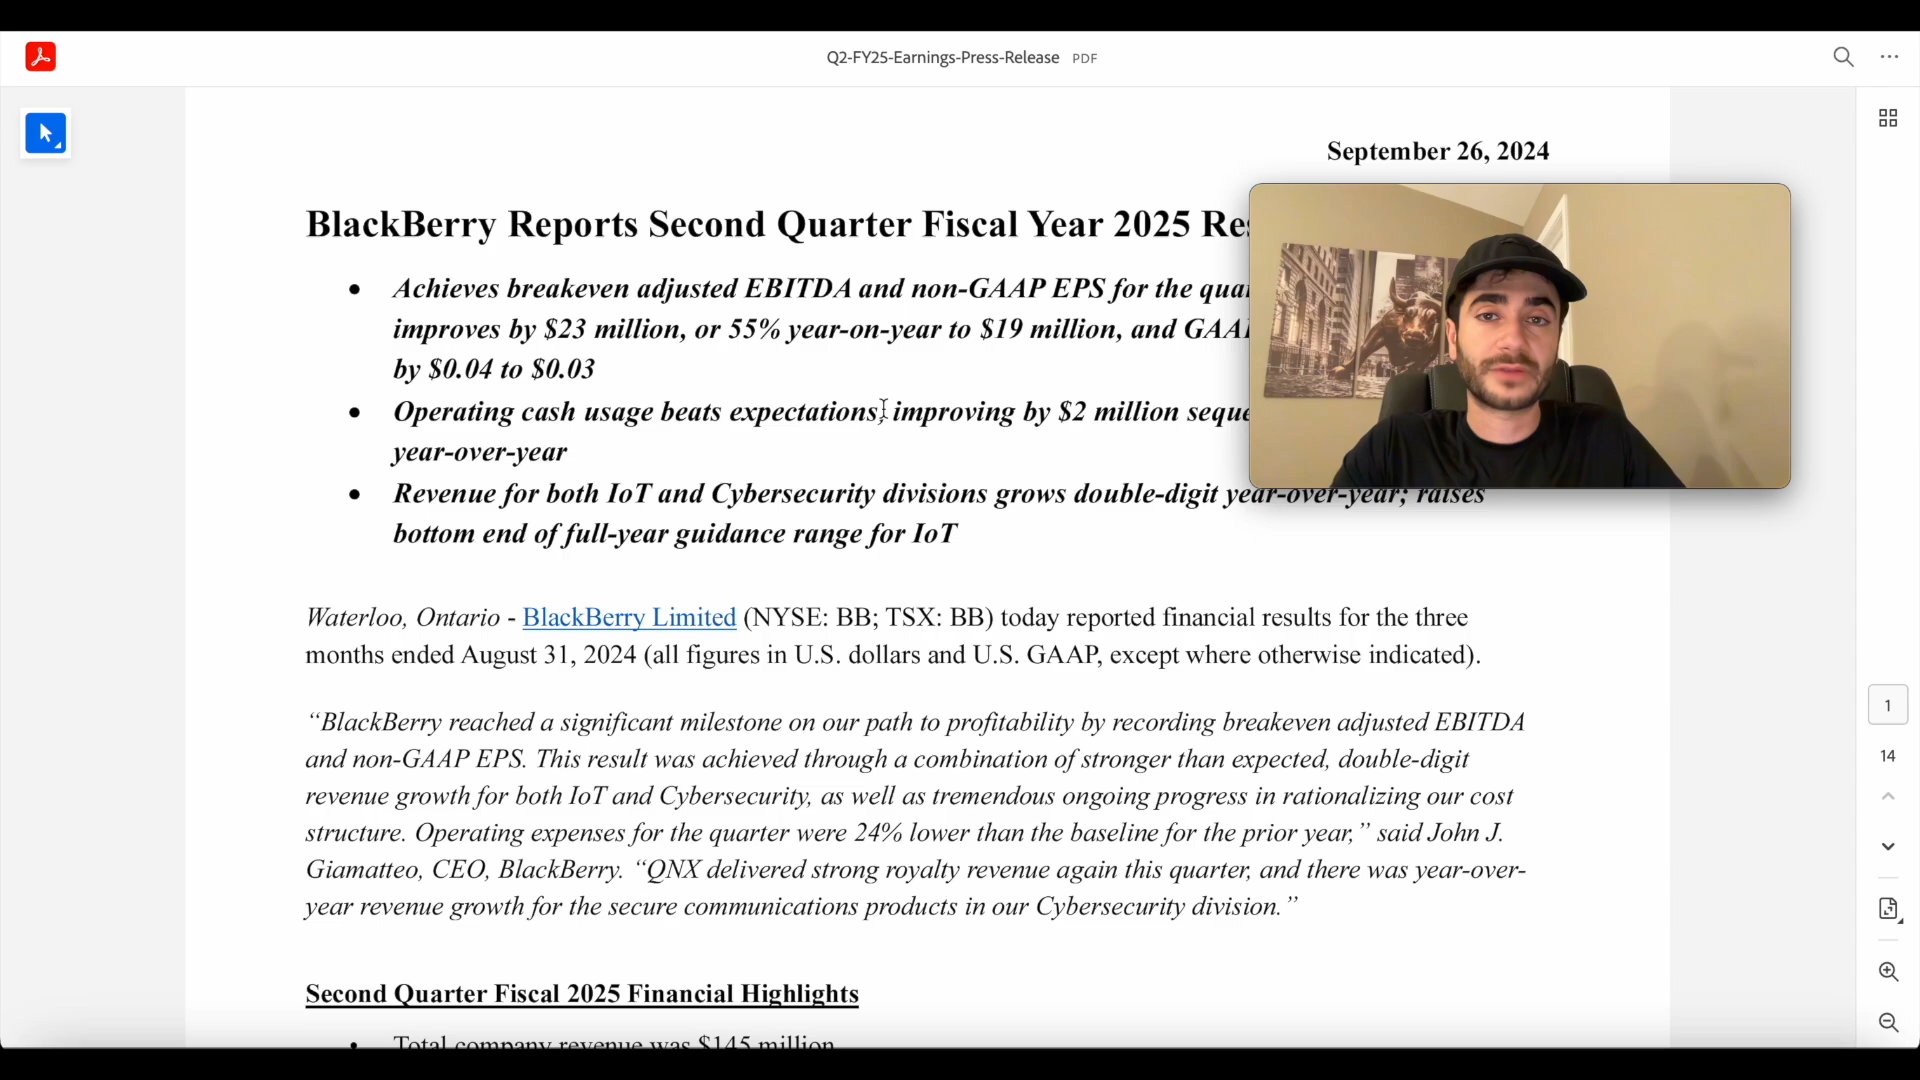 Q2-FY25-Earnings-Press-Release PDF
September 26, 2024
BlackBerry Reports Second Quarter Fiscal Year 2025
• Achieves breakeven adjusted EBITDA and non-GAAP EPS for the
improves by $23 million, or 55% year-on-year to $19 million, and
by $0.04 to $0.03
• Operating cash usage beats expectations, improving by $2 million
year-over-year
• Revenue for both IoT and Cybersecurity divisions grows double-digit year-over-year; raises
bottom end of full-year guidance range for IoT
Waterloo, Ontario - BlackBerry Limited (NYSE: BB; TSX: BB) today reported financial results for the three
months ended August 31, 2024 (all figures in U.S. dollars and U.S. GAAP, except where otherwise indicated).
“BlackBerry reached a significant milestone on our path to profitability by recording breakeven adjusted EBITDA
and non-GAAP EPS. This result was achieved through a combination of stronger than expected, double-digit
revenue growth for both IoT and Cybersecurity, as well as tremendous ongoing progress in rationalizing our cost
structure. Operating expenses for the quarter were 24% lower than the baseline for the prior year,” said John J.
Giamatteo, CEO, BlackBerry. “QNX delivered strong royalty revenue again this quarter, and there was year-over-
year revenue growth for the secure communications products in our Cybersecurity division.”
1
14
Second Quarter Fiscal 2025 Financial Highlights
• Total company revenue was $145 million